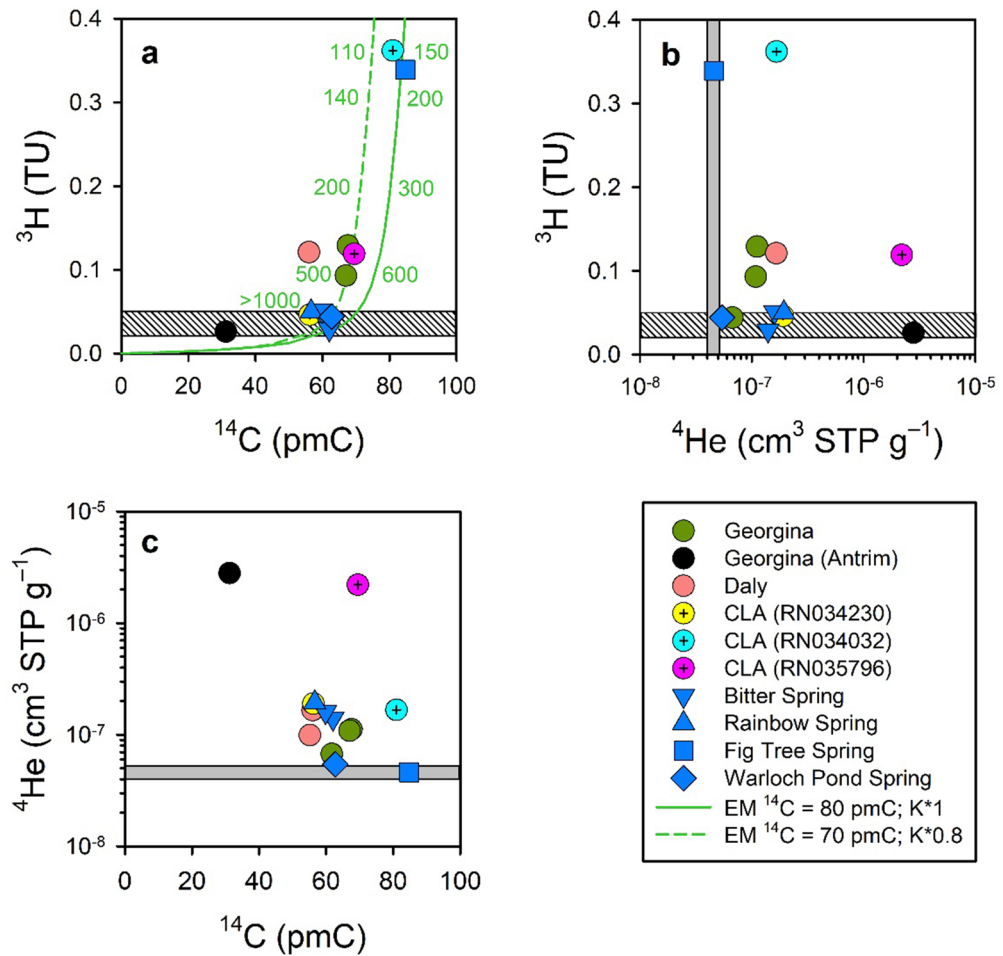 a
0.4
0.3
0.2
0.1
0.0
³H (TU)
110
150
140
200
200
300
500
600
>1000
0 20 40 60 80 100
¹⁴C (pmC)
b
0.4
0.3
0.2
0.1
0.0
³H (TU)
10⁻⁸ 10⁻⁷ 10⁻⁶ 10⁻⁵
⁴He (cm³ STP g⁻¹)
c
10⁻⁵
10⁻⁶
10⁻⁷
10⁻⁸
⁴He (cm³ STP g⁻¹)
0 20 40 60 80 100
¹⁴C (pmC)
Georgina
Georgina (Antrim)
Daly
CLA (RN034230)
CLA (RN034032)
CLA (RN035796)
Bitter Spring
Rainbow Spring
Fig Tree Spring
Warloch Pond Spring
EM ¹⁴C = 80 pmC; K*1
EM ¹⁴C = 70 pmC; K*0.8